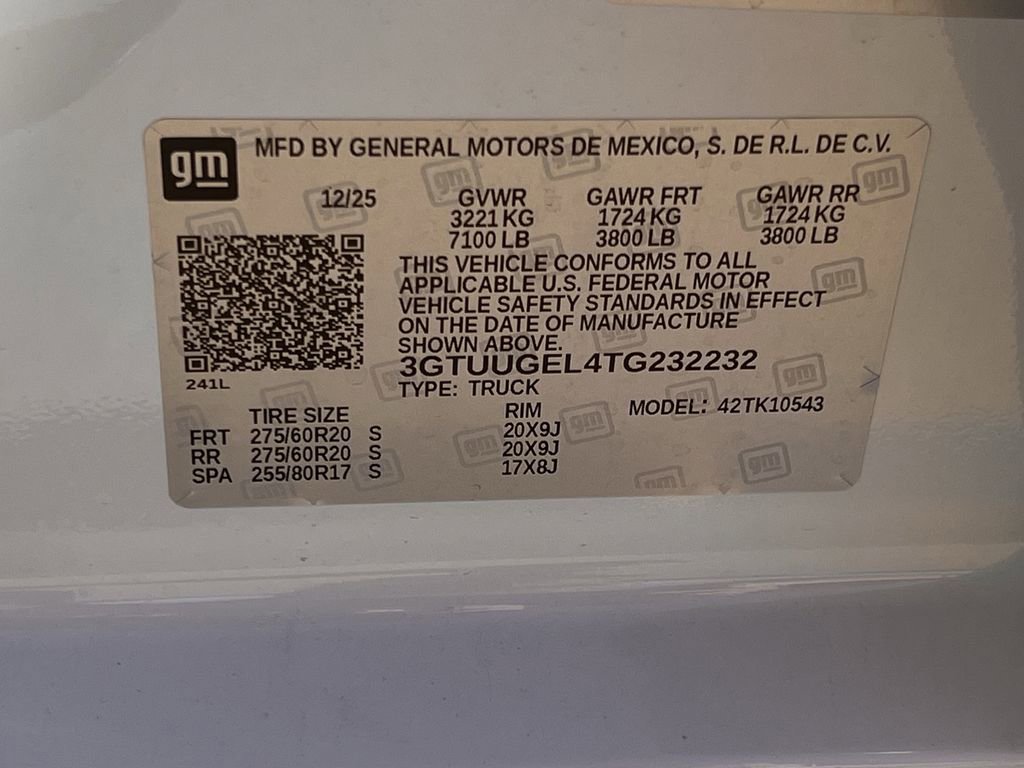 gm MFD BY GENERAL MOTORS DE MEXICO, S. DE R.L. DE C.V.
12/25 GVWR GAWR FRT GAWR RR
3221 KG 1724 KG 1724 KG
7100 LB 3800 LB 3800 LB
THIS VEHICLE CONFORMS TO ALL
APPLICABLE U.S. FEDERAL MOTOR
VEHICLE SAFETY STANDARDS IN EFFECT
ON THE DATE OF MANUFACTURE
SHOWN ABOVE.
3GTUUGEL4TG232232
241L
TYPE: TRUCK
TIRE SIZE RIM MODEL: 42TK10543
FRT 275/60R20 S 20X9J
RR 275/60R20 S 20X9J
SPA 255/80R17 S 17X8J